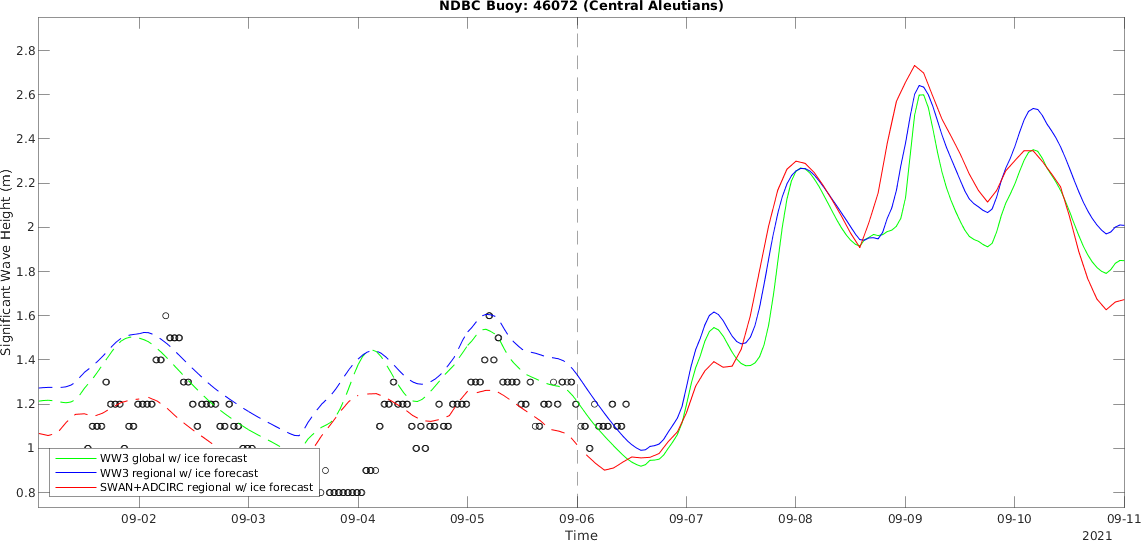 NDBC Buoy: 46072 (Central Aleutians)
2.8
2.6
2.4
2.2
2
1.8
1.6
1.4
1.2
1
0.8
Significant Wave Height (m)
WW3 global w/ ice forecast
WW3 regional w/ ice forecast
SWAN+ADCIRC regional w/ ice forecast
09-02 09-03 09-04 09-05 09-06 09-07 09-08 09-09 09-10 09-11
Time
2021